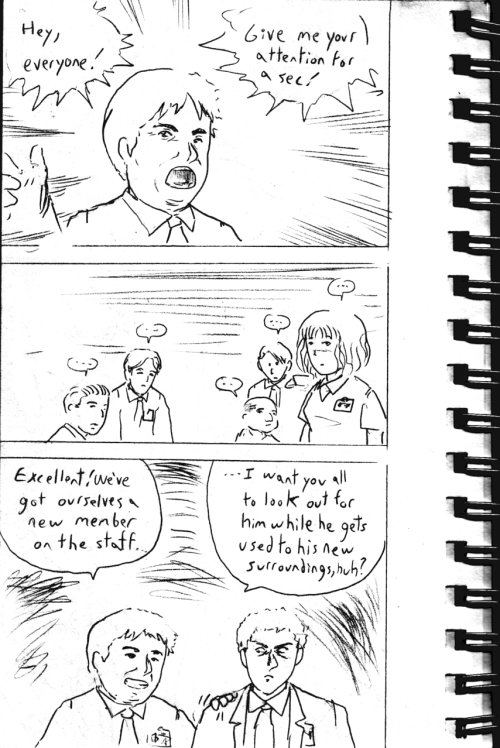 Hey,
everyone!
Give me your
attention for
a sec!
...
...
...
...
...
Excellent! We've
got ourselves a
new member
on the staff..
...I want you all
to look out for
him while he gets
used to his new
surroundings, huh?